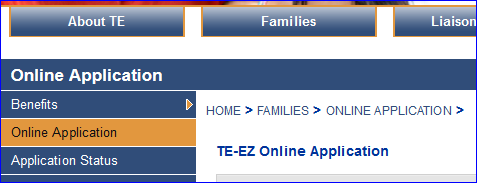 About TE
Families
Liaison
Online Application
Benefits
HOME > FAMILIES > ONLINE APPLICATION >
Online Application
TE-EZ Online Application
Application Status